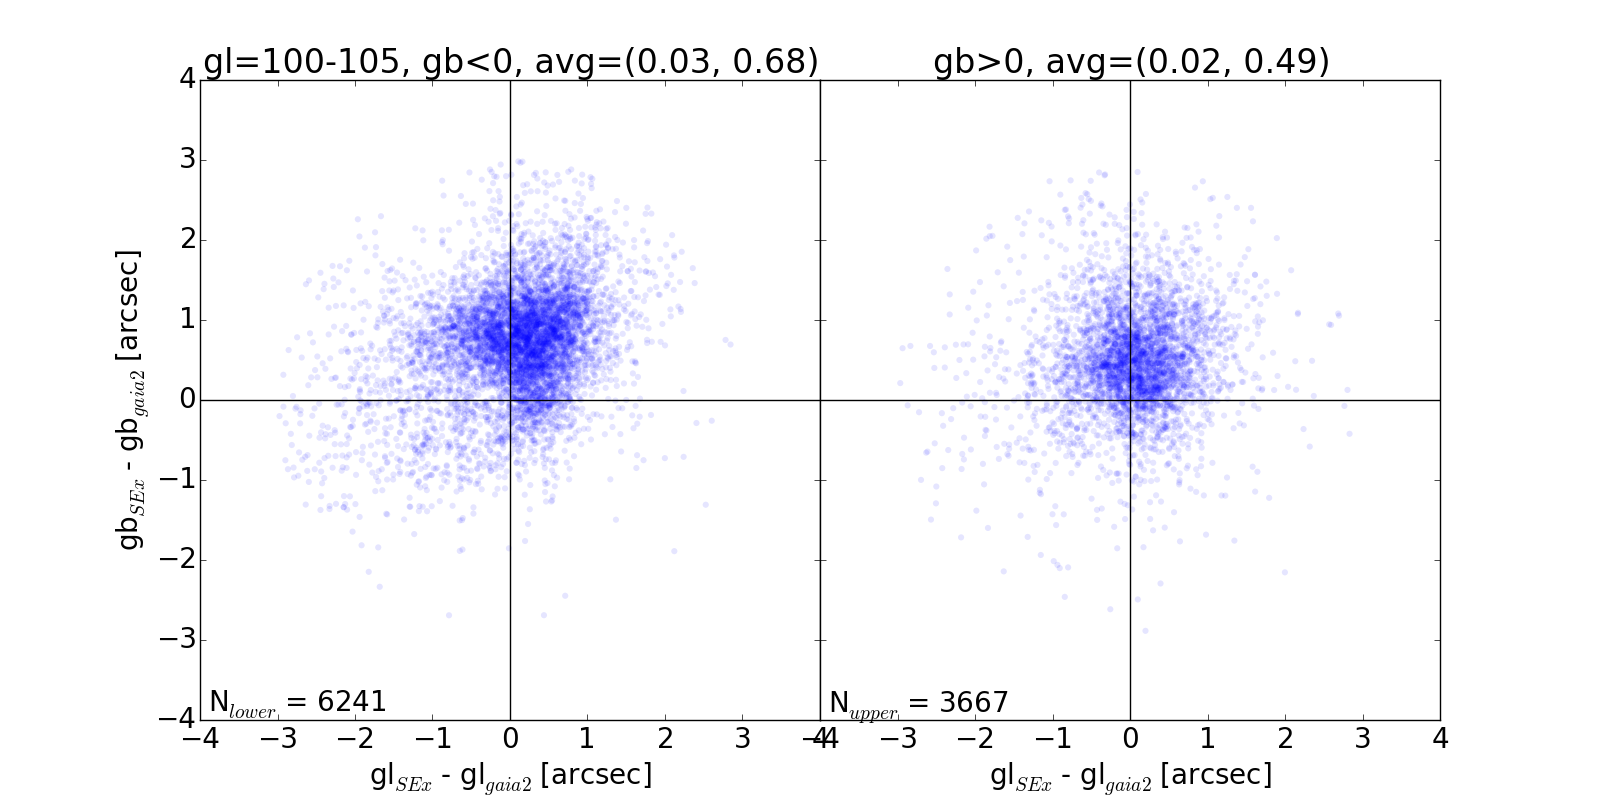 gl=100-105, gb<0, avg=(0.03, 0.68)
gb>0, avg=(0.02, 0.49)
4
3
2
1
0
−1
−2
−3
−4
gb_SEx - gb_gaia2 [arcsec]
N_lower = 6241
N_upper = 3667
−4 −3 −2 −1 0 1 2 3 4
−4 −3 −2 −1 0 1 2 3 4
gl_SEx - gl_gaia2 [arcsec]
gl_SEx - gl_gaia2 [arcsec]